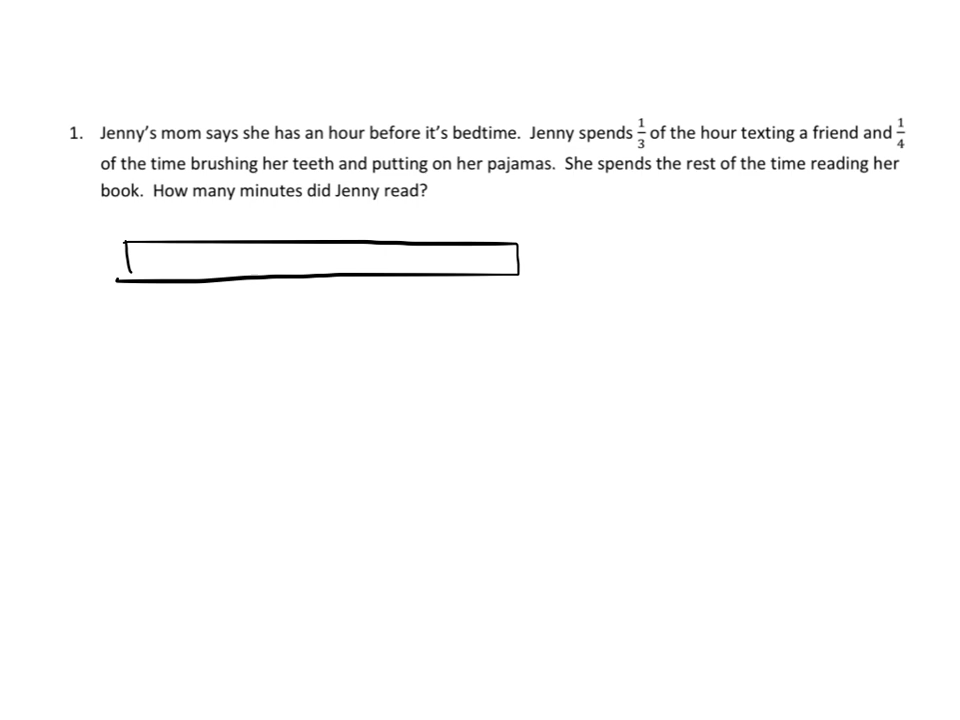 1. Jenny's mom says she has an hour before it's bedtime. Jenny spends 1/3 of the hour texting a friend and 1/4
of the time brushing her teeth and putting on her pajamas. She spends the rest of the time reading her
book. How many minutes did Jenny read?